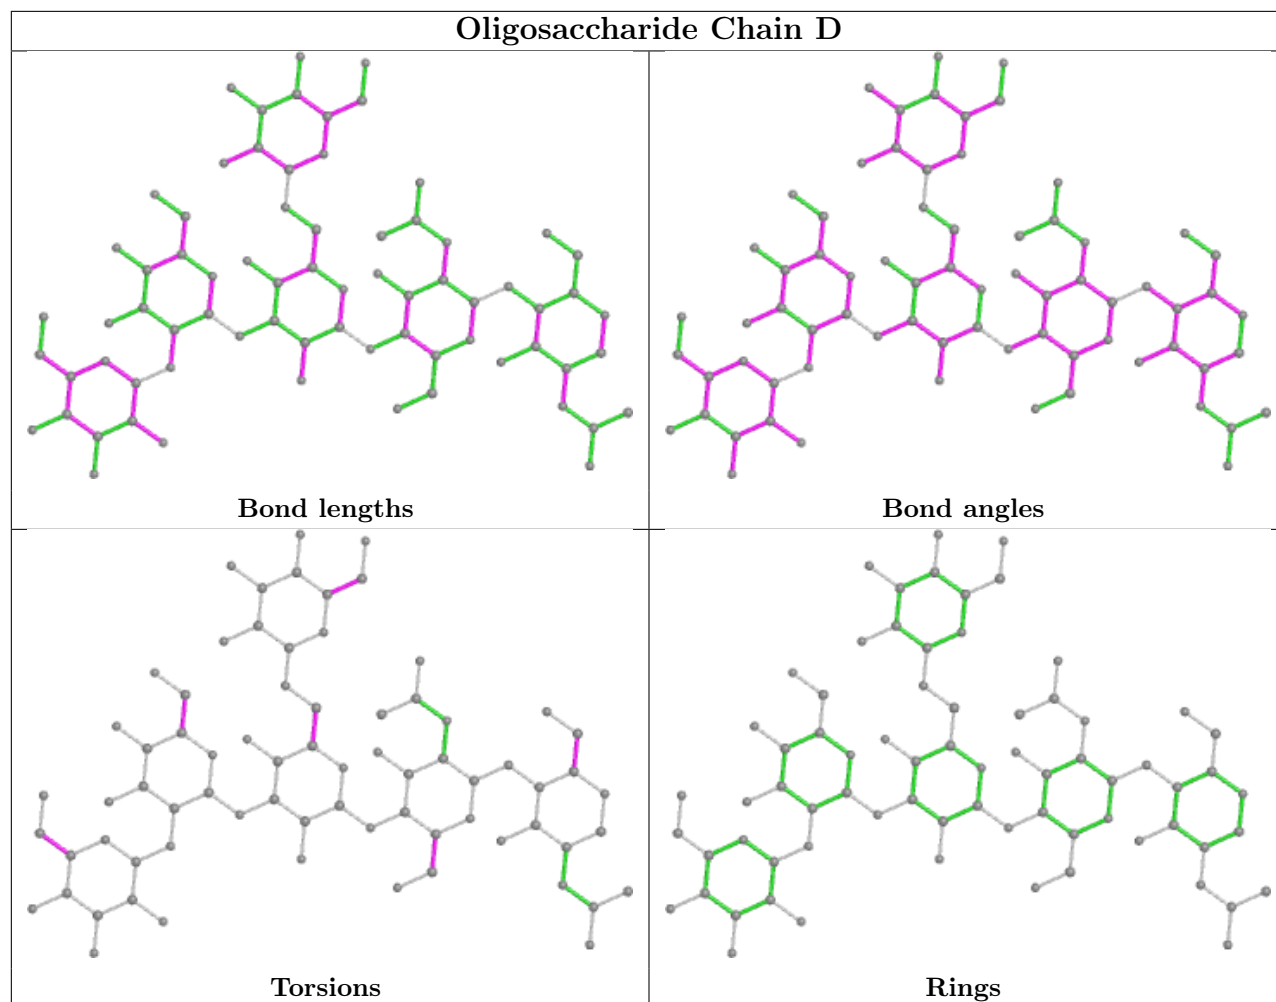 Oligosaccharide Chain D
Bond lengths
Bond angles
Torsions
Rings